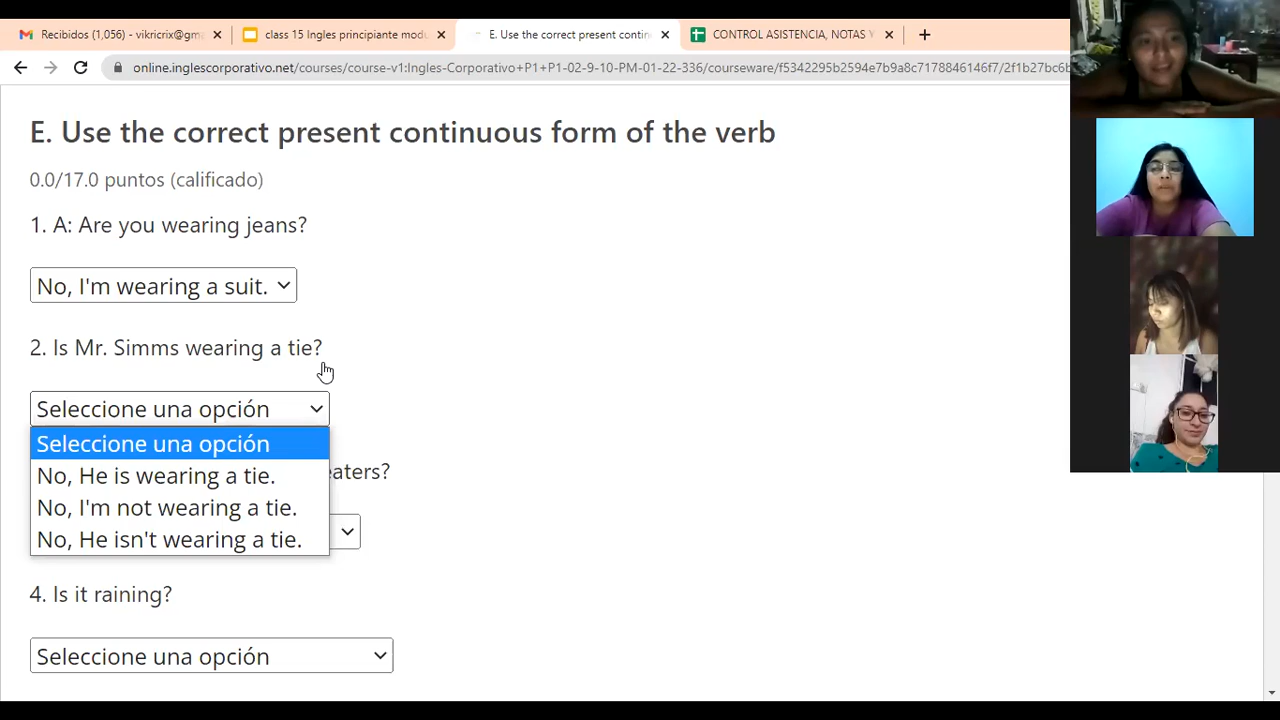 Recibidos (1,056) - vikricrix@gma
class 15 Ingles principiante modu
E. Use the correct present contin
CONTROL ASISTENCIA, NOTAS Y
online.inglescorporativo.net/courses/course-v1:Ingles-Corporativo+P1+P1-02-9-10-PM-01-22-336/courseware/f5342295b2594e7b9a8c7178846146f7/2f1b27bc6b
E. Use the correct present continuous form of the verb
0.0/17.0 puntos (calificado)
1. A: Are you wearing jeans?
No, I'm wearing a suit.
2. Is Mr. Simms wearing a tie?
Seleccione una opción
Seleccione una opción
No, He is wearing a tie.
eaters?
No, I'm not wearing a tie.
No, He isn't wearing a tie.
4. Is it raining?
Seleccione una opción